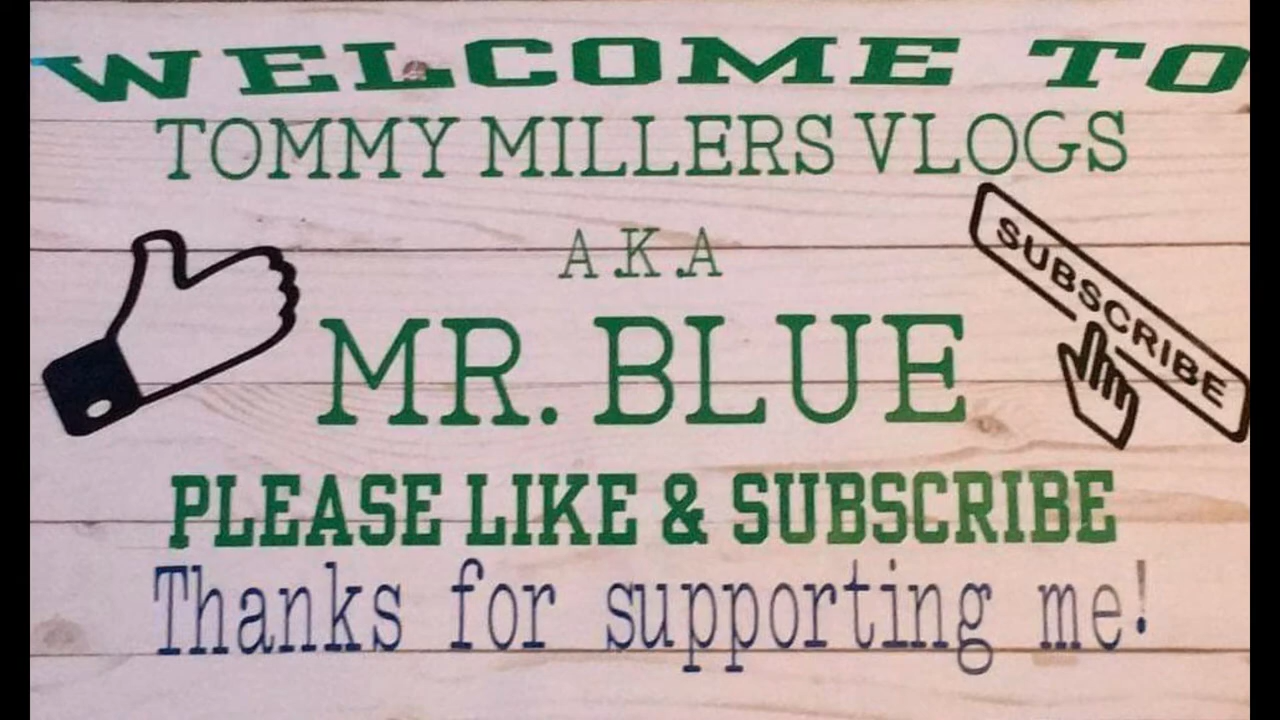 WELCOME TO
TOMMY MILLERS VLOGS
A.K.A
MR. BLUE
SUBSCRIBE
PLEASE LIKE & SUBSCRIBE
Thanks for supporting me!